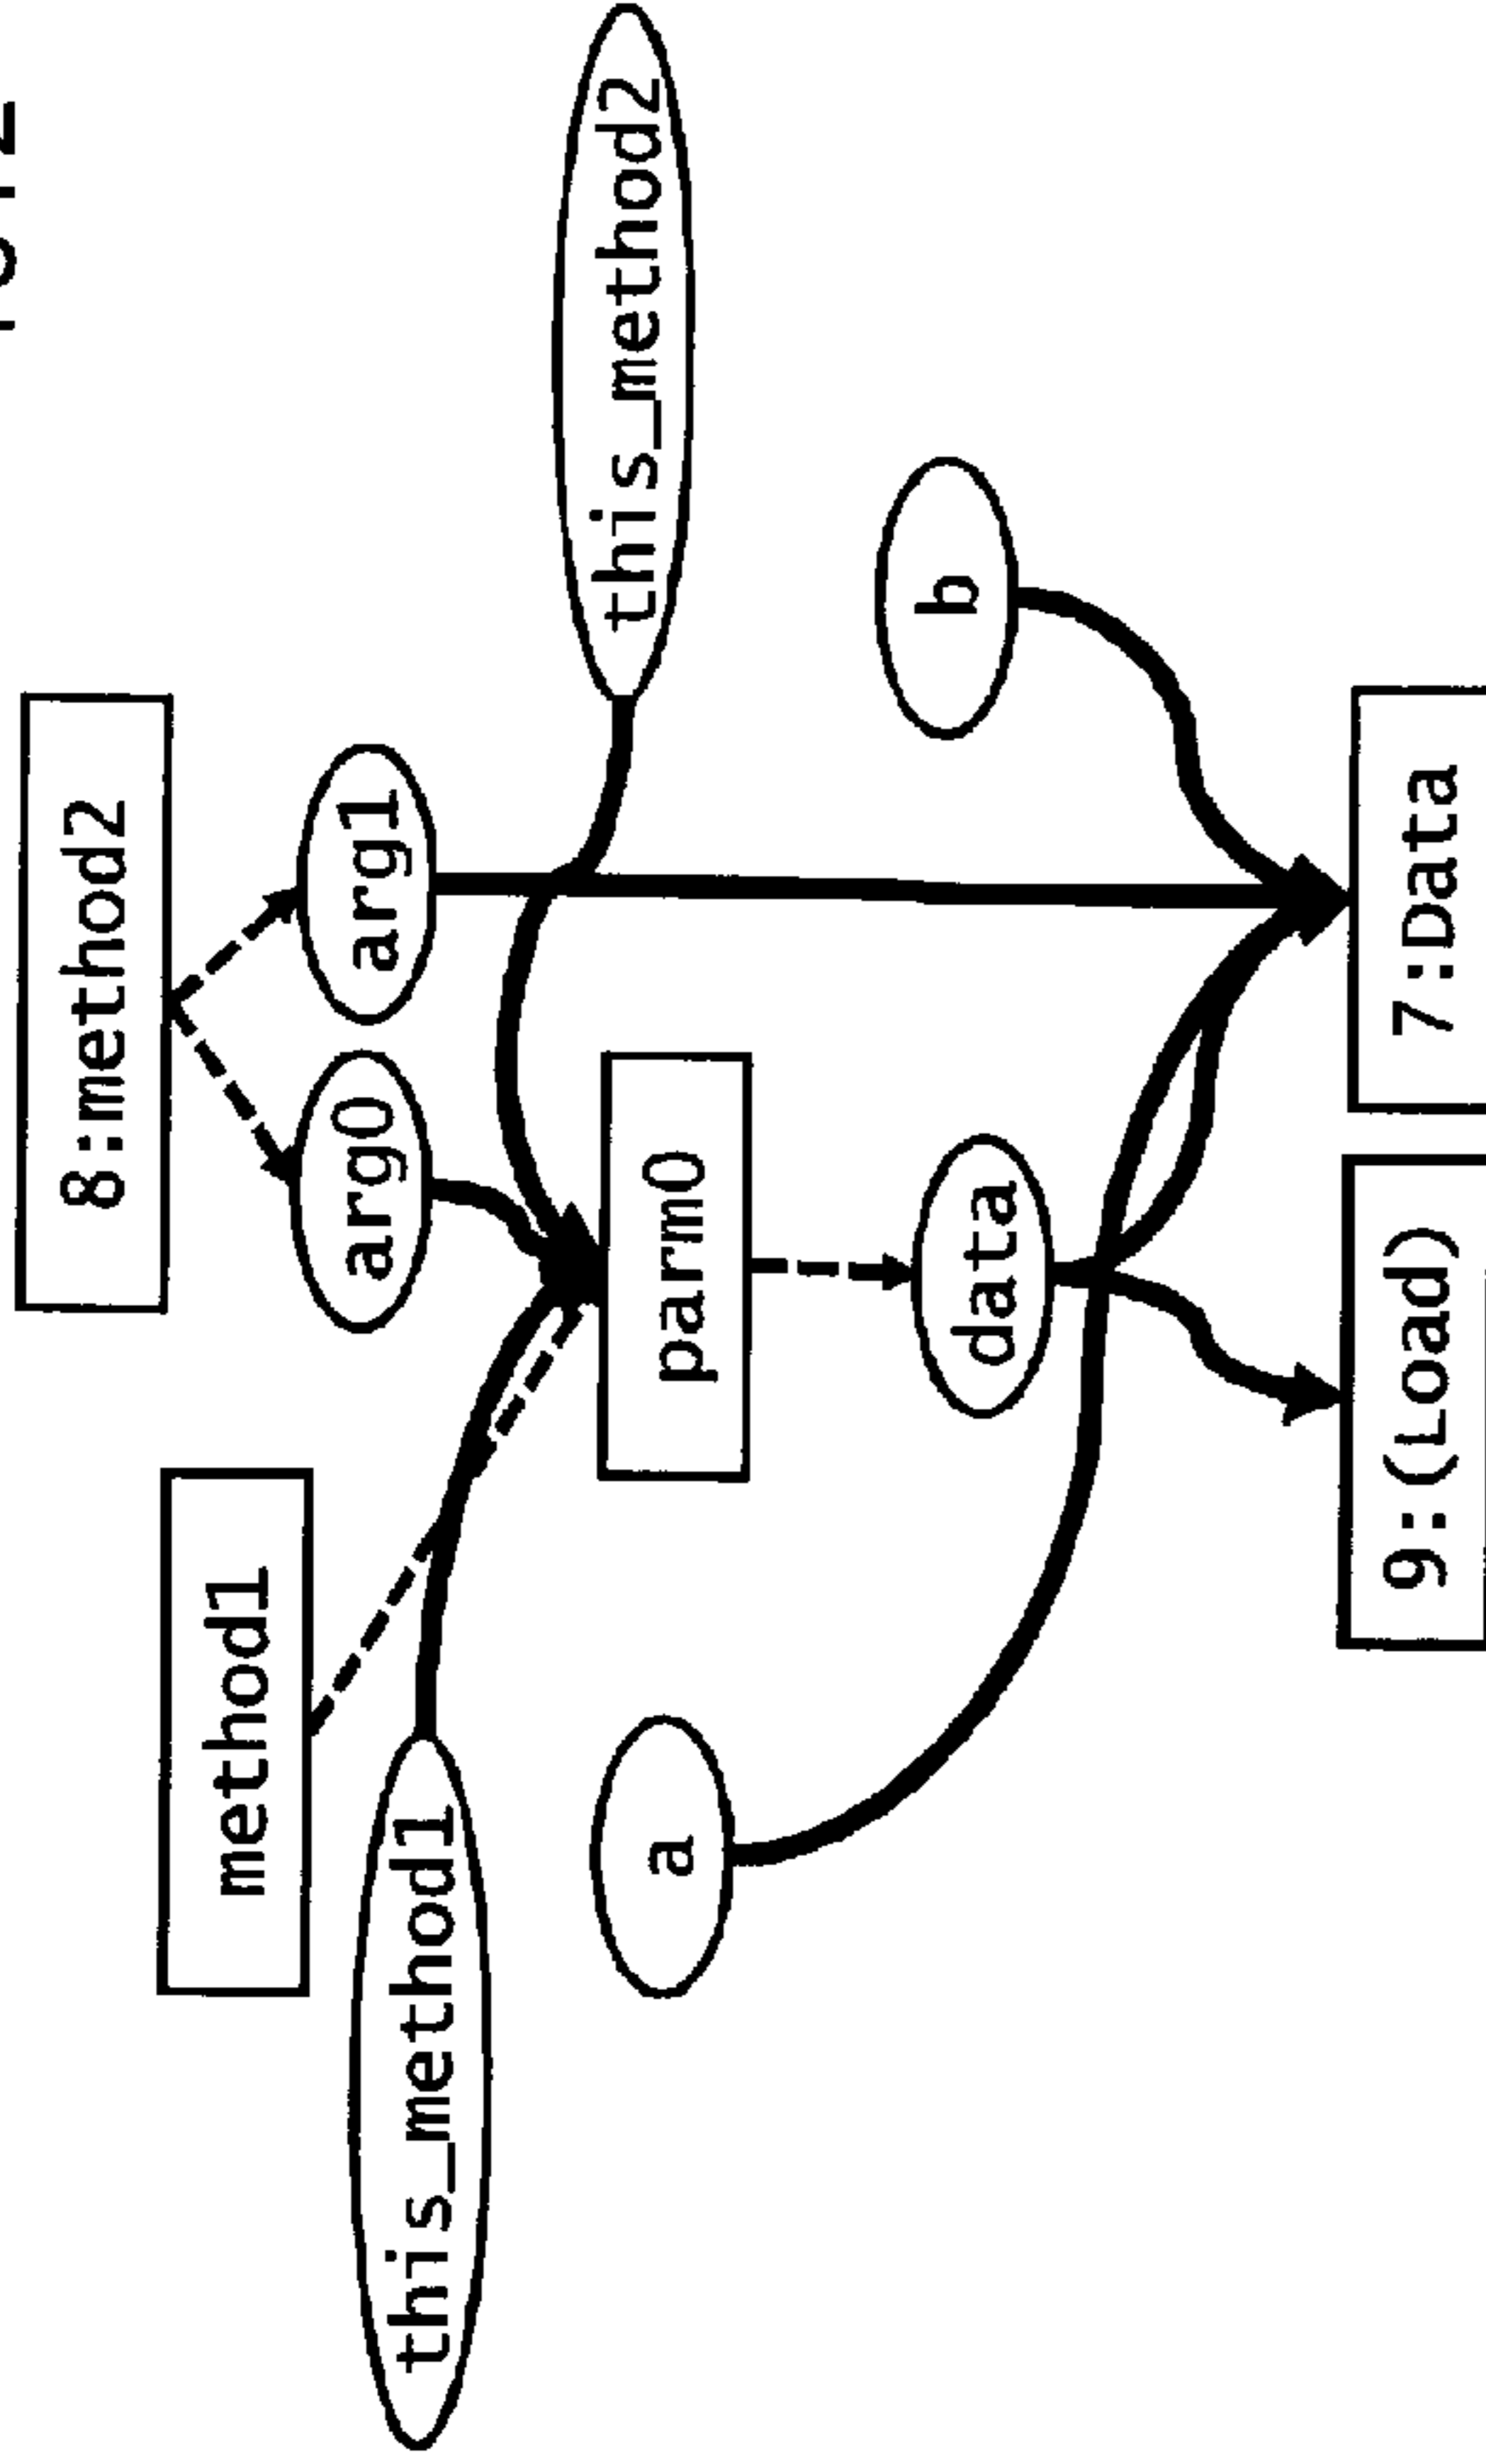 8:method2
method1
arg0
arg1
this_method1
this_method2
parm0
a
b
data
9:(Load)
7:Data